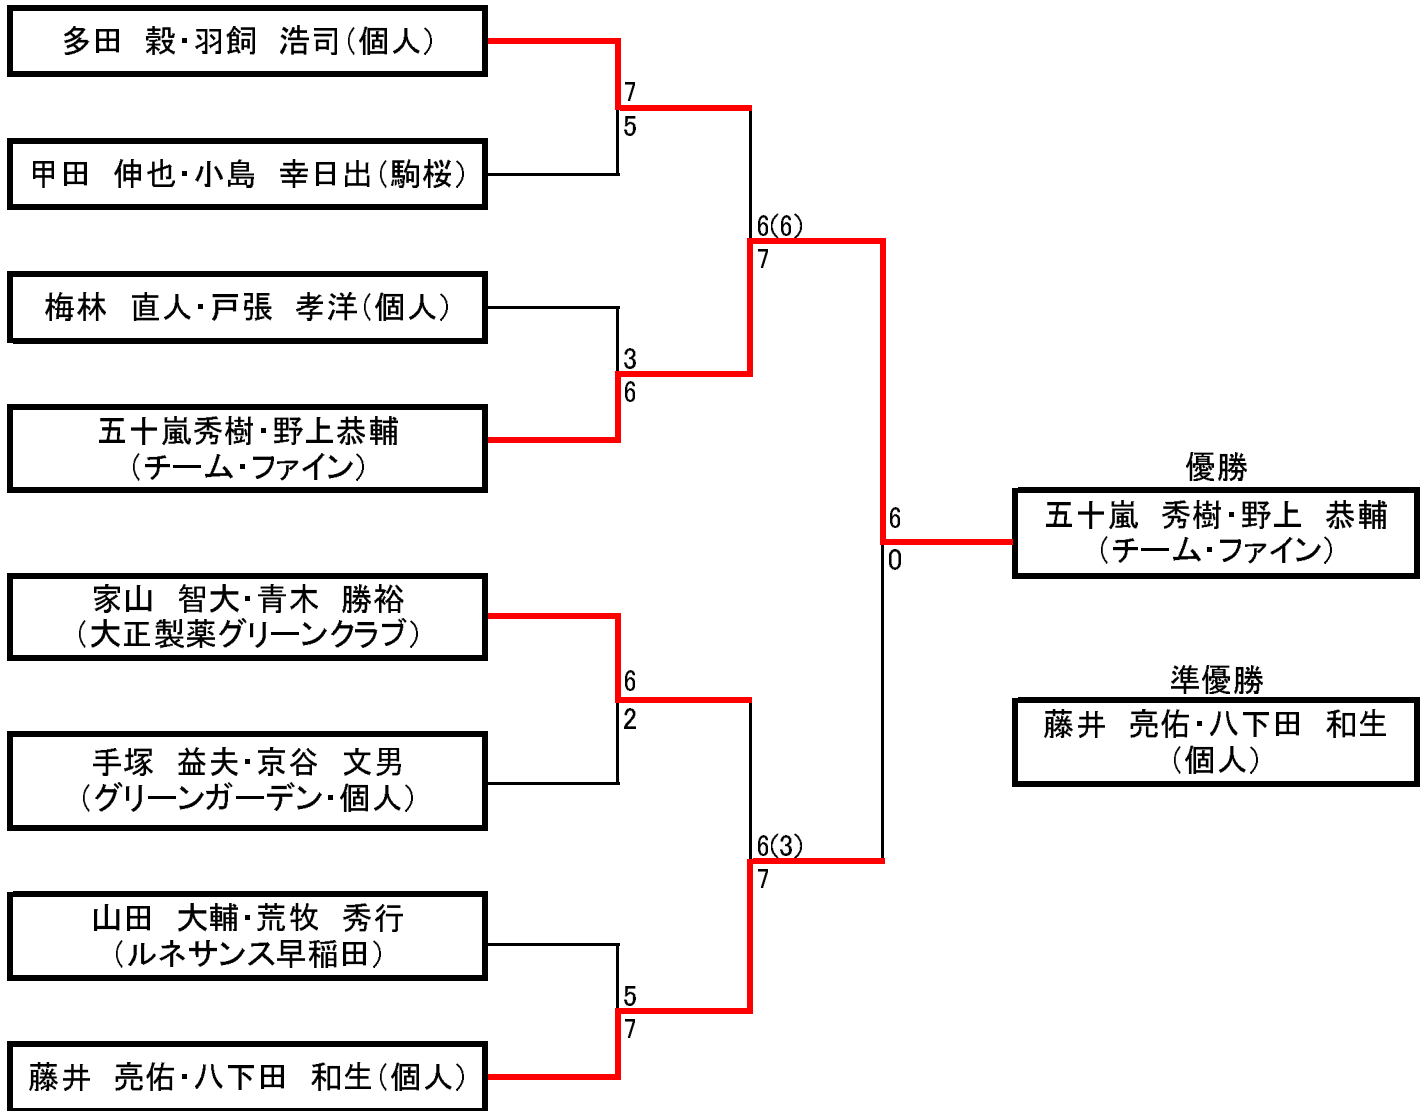 多田　毅・羽飼　浩司(個人)
7
5
甲田　伸也・小島　幸日出(駒桜)
6(6)
7
梅林　直人・戸張　孝洋(個人)
3
6
五十嵐秀樹・野上恭輔
(チーム・ファイン)
優勝
6
0
五十嵐　秀樹・野上　恭輔
(チーム・ファイン)
家山　智大・青木　勝裕
(大正製薬グリーンクラブ)
6
2
準優勝
藤井　亮佑・八下田　和生
(個人)
手塚　益夫・京谷　文男
(グリーンガーデン・個人)
6(3)
7
山田　大輔・荒牧　秀行
(ルネサンス早稲田)
5
7
藤井　亮佑・八下田　和生(個人)